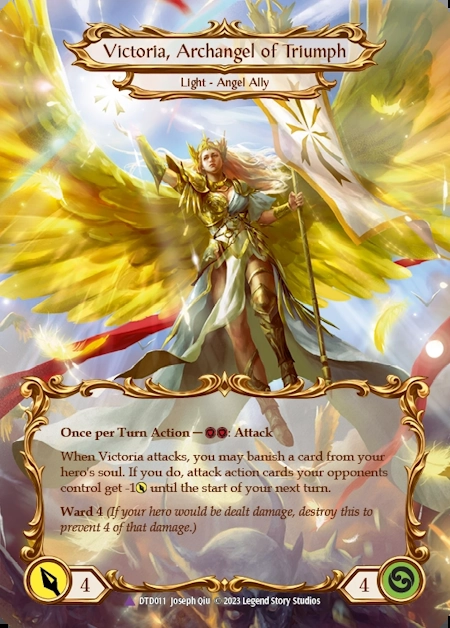 Victoria, Archangel of Triumph
Light - Angel Ally
Once per Turn Action — : Attack
When Victoria attacks, you may banish a card from your
hero's soul. If you do, attack action cards your opponents
control get -1 until the start of your next turn.
Ward 4 (If your hero would be dealt damage, destroy this to
prevent 4 of that damage.)
4
4
DTD011 Joseph Qiu © 2023 Legend Story Studios